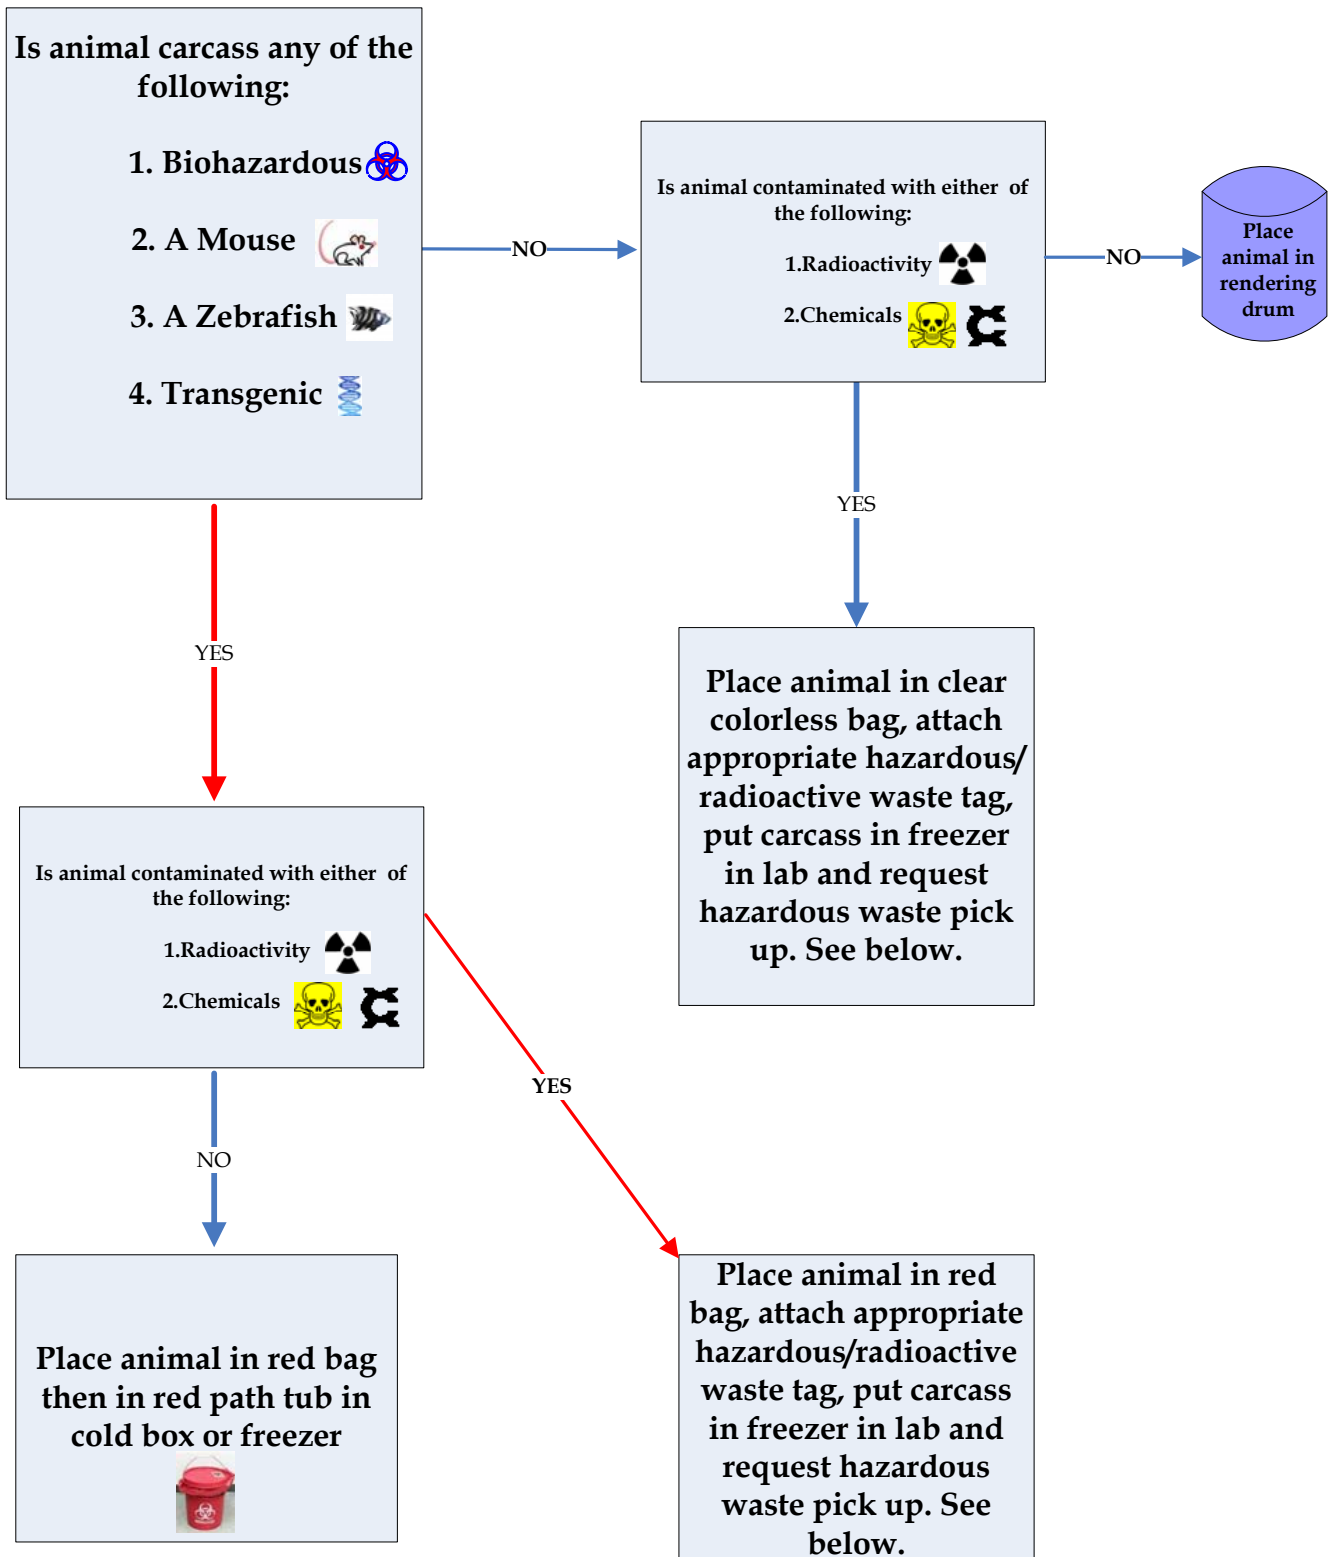 Is animal carcass any of the
following:
1. Biohazardous
2. A Mouse
3. A Zebrafish
4. Transgenic
NO
Is animal contaminated with either of
the following:
1.Radioactivity
2.Chemicals
NO
Place
animal in
rendering
drum
YES
YES
Place animal in clear
colorless bag, attach
appropriate hazardous/
radioactive waste tag,
put carcass in freezer
in lab and request
hazardous waste pick
up. See below.
Is animal contaminated with either of
the following:
1.Radioactivity
2.Chemicals
YES
NO
Place animal in red bag
then in red path tub in
cold box or freezer
Place animal in red
bag, attach appropriate
hazardous/radioactive
waste tag, put carcass
in freezer in lab and
request hazardous
waste pick up. See
below.